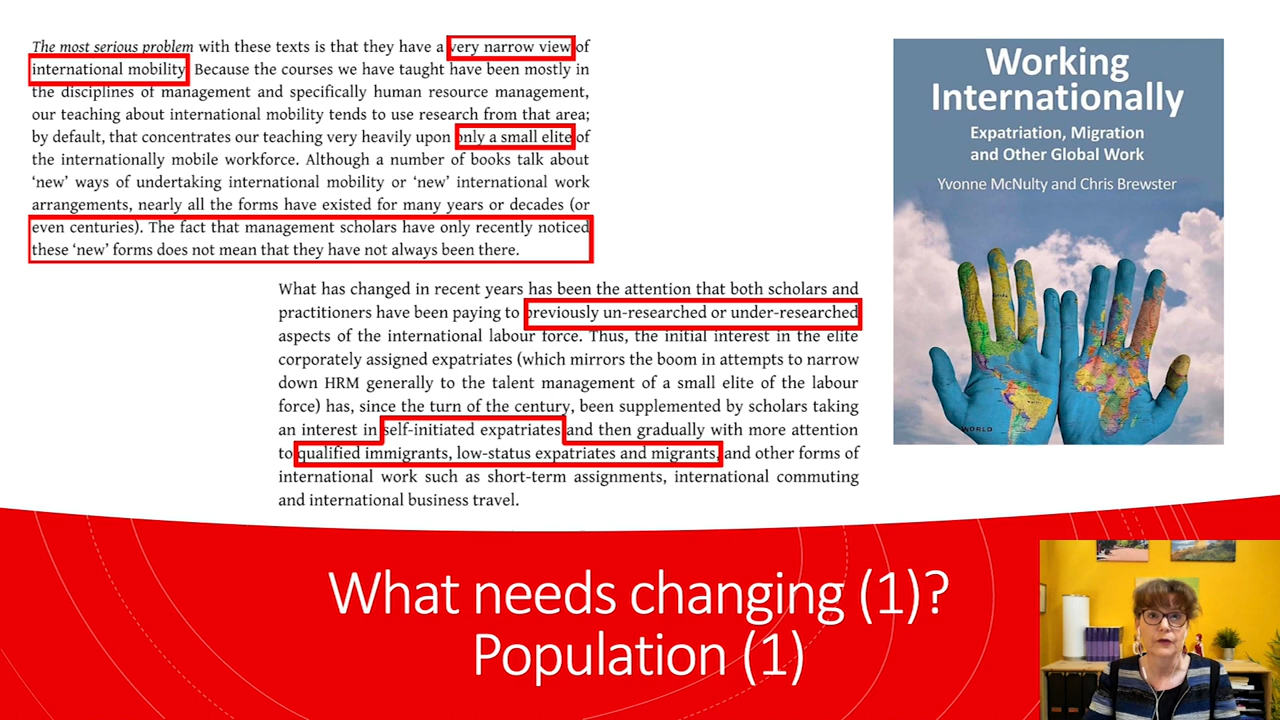 The most serious problem with these texts is that they have a very narrow view of
international mobility. Because the courses we have taught have been mostly in
the disciplines of management and specifically human resource management,
our teaching about international mobility tends to use research from that area;
by default, that concentrates our teaching very heavily upon only a small elite of
the internationally mobile workforce. Although a number of books talk about
‘new’ ways of undertaking international mobility or ‘new’ international work
arrangements, nearly all the forms have existed for many years or decades (or
even centuries). The fact that management scholars have only recently noticed
these ‘new’ forms does not mean that they have not always been there.
What has changed in recent years has been the attention that both scholars and
practitioners have been paying to previously un-researched or under-researched
aspects of the international labour force. Thus, the initial interest in the elite
corporately assigned expatriates (which mirrors the boom in attempts to narrow
down HRM generally to the talent management of a small elite of the labour
force) has, since the turn of the century, been supplemented by scholars taking
an interest in self-initiated expatriates and then gradually with more attention
to qualified immigrants, low-status expatriates and migrants, and other forms of
international work such as short-term assignments, international commuting
and international business travel.
Working
Internationally
Expatriation, Migration
and Other Global Work
Yvonne McNulty and Chris Brewster
WORLD
What needs changing (1)?
Population (1)